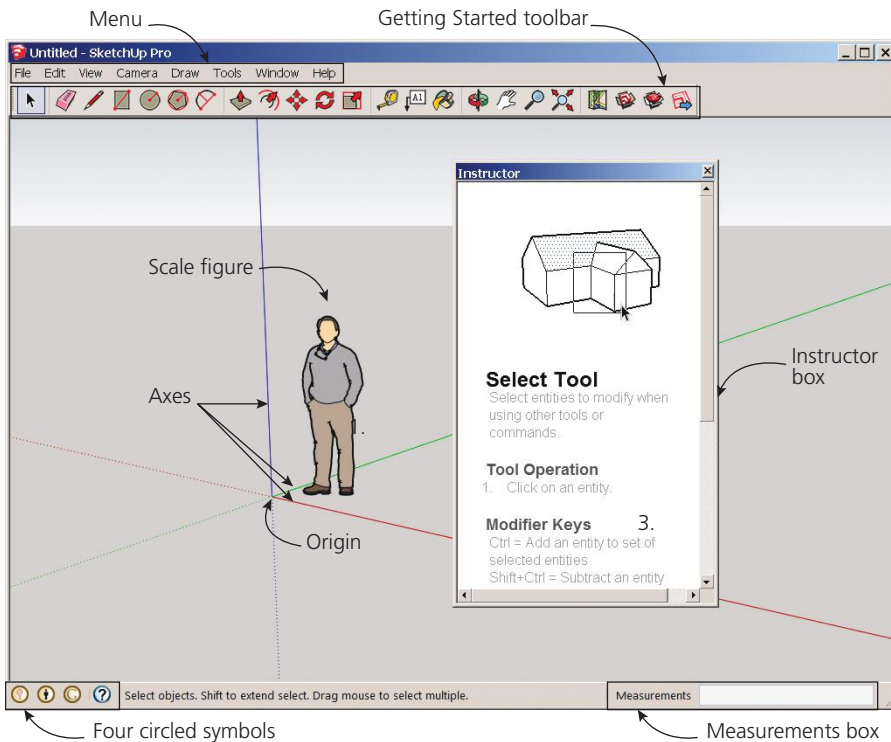 Menu
Getting Started toolbar
Untitled - SketchUp Pro
File Edit View Camera Draw Tools Window Help
A1
Instructor
Scale figure
Instructor box
Select Tool
Select entities to modify when
using other tools or
commands.
Axes
1.
Tool Operation
1. Click on an entity.
Modifier Keys 3.
Ctrl = Add an entity to set of
selected entities
Shift+Ctrl = Subtract an entity
Origin
Select objects. Shift to extend select. Drag mouse to select multiple.
Measurements
Four circled symbols
Measurements box